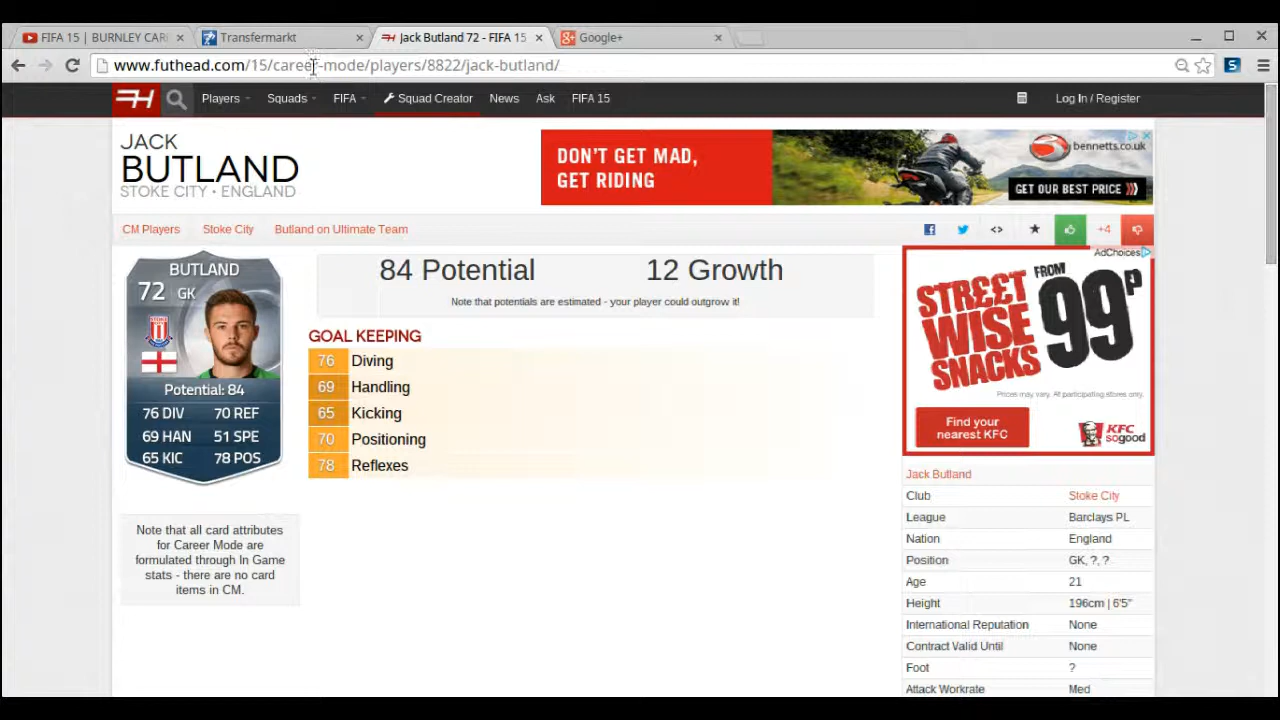 FIFA 15 | BURNLEY CAR
Transfermarkt
Jack Butland 72 - FIFA 15
Google+
www.futhead.com/15/career-mode/players/8822/jack-butland/
Players
Squads
FIFA
Squad Creator
News
Ask
FIFA 15
Log In / Register
JACK
BUTLAND
STOKE CITY • ENGLAND
DON'T GET MAD,
GET RIDING
bennetts.co.uk
GET OUR BEST PRICE
CM Players
Stoke City
Butland on Ultimate Team
+4
BUTLAND
72 GK
Potential: 84
76 DIV 70 REF
69 HAN 51 SPE
65 KIC 78 POS
Note that all card attributes
for Career Mode are
formulated through In Game
stats - there are no card
items in CM.
84 Potential 12 Growth
Note that potentials are estimated - your player could outgrow it!
GOAL KEEPING
76 Diving
69 Handling
65 Kicking
70 Positioning
78 Reflexes
AdChoices
STREET
WISE
SNACKS
FROM
99P
Prices may vary. At participating stores only.
Find your
nearest KFC
KFC
so good
Jack Butland
Club Stoke City
League Barclays PL
Nation England
Position GK, ?, ?
Age 21
Height 196cm | 6'5"
International Reputation None
Contract Valid Until None
Foot ?
Attack Workrate Med